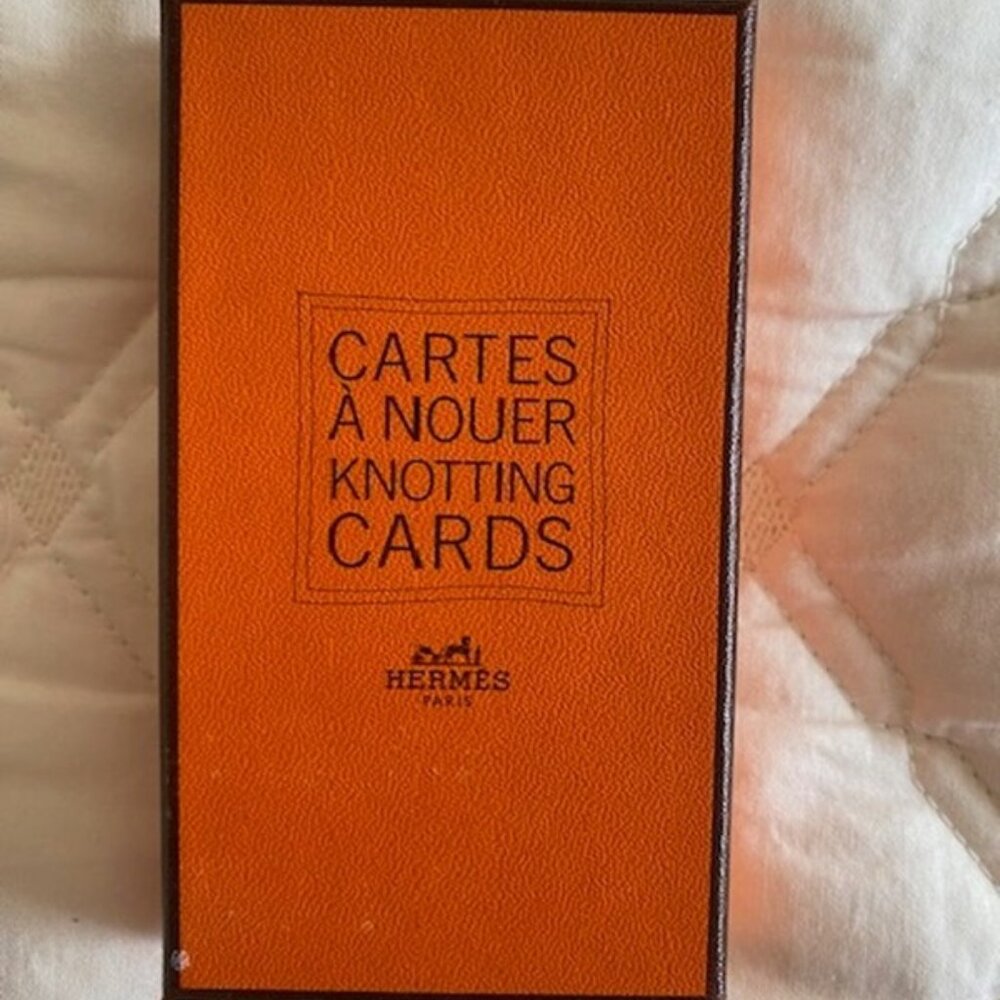 CARTES
À NOUER
KNOTTING
CARDS
HERMÈS
PARIS